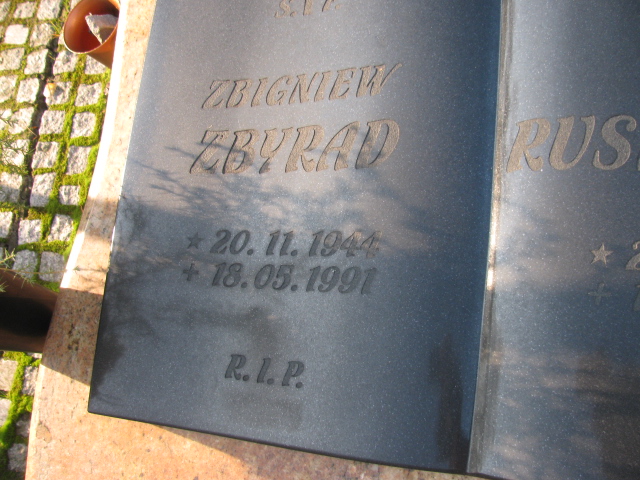 Ś.†P.
ZBIGNIEW
ZBYRAD
* 20. 11. 1944
+ 18. 05. 1991
R. I. P.